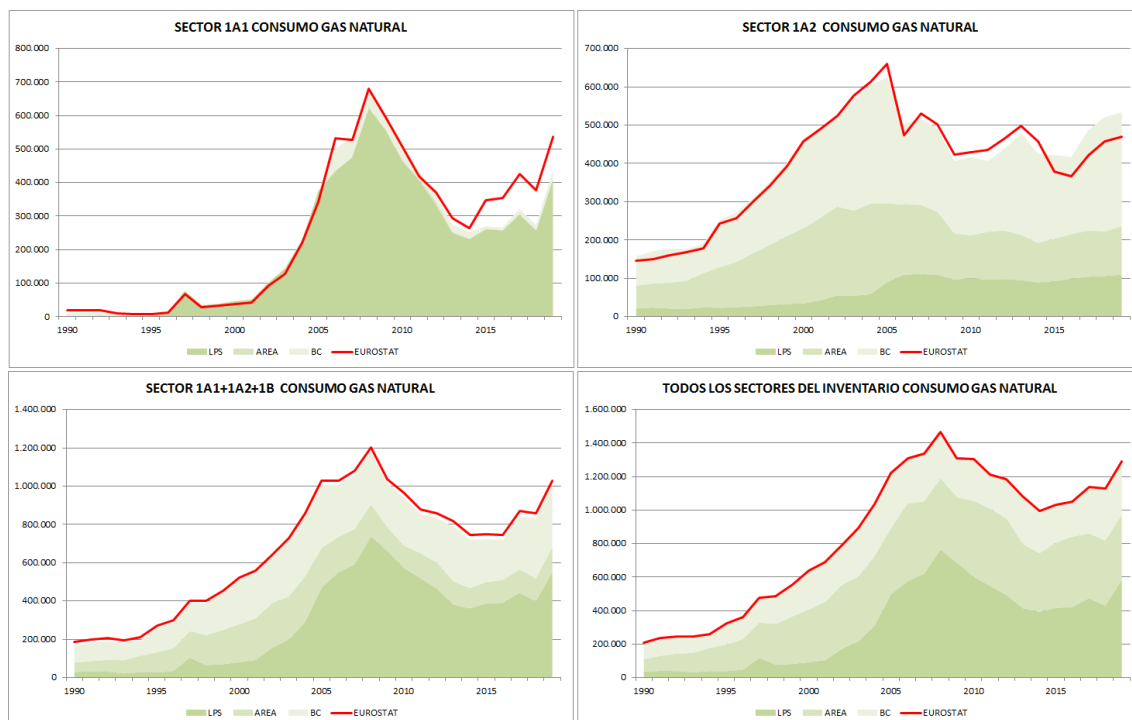 SECTOR 1A1 CONSUMO GAS NATURAL
800.000
700.000
600.000
500.000
400.000
300.000
200.000
100.000
0
1990 1995 2000 2005 2010 2015
LPS AREA BC EUROSTAT
SECTOR 1A2 CONSUMO GAS NATURAL
700.000
600.000
500.000
400.000
300.000
200.000
100.000
0
1990 1995 2000 2005 2010 2015
LPS AREA BC EUROSTAT
SECTOR 1A1+1A2+1B CONSUMO GAS NATURAL
1.400.000
1.200.000
1.000.000
800.000
600.000
400.000
200.000
0
1990 1995 2000 2005 2010 2015
LPS AREA BC EUROSTAT
TODOS LOS SECTORES DEL INVENTARIO CONSUMO GAS NATURAL
1.600.000
1.400.000
1.200.000
1.000.000
800.000
600.000
400.000
200.000
0
1990 1995 2000 2005 2010 2015
LPS AREA BC EUROSTAT